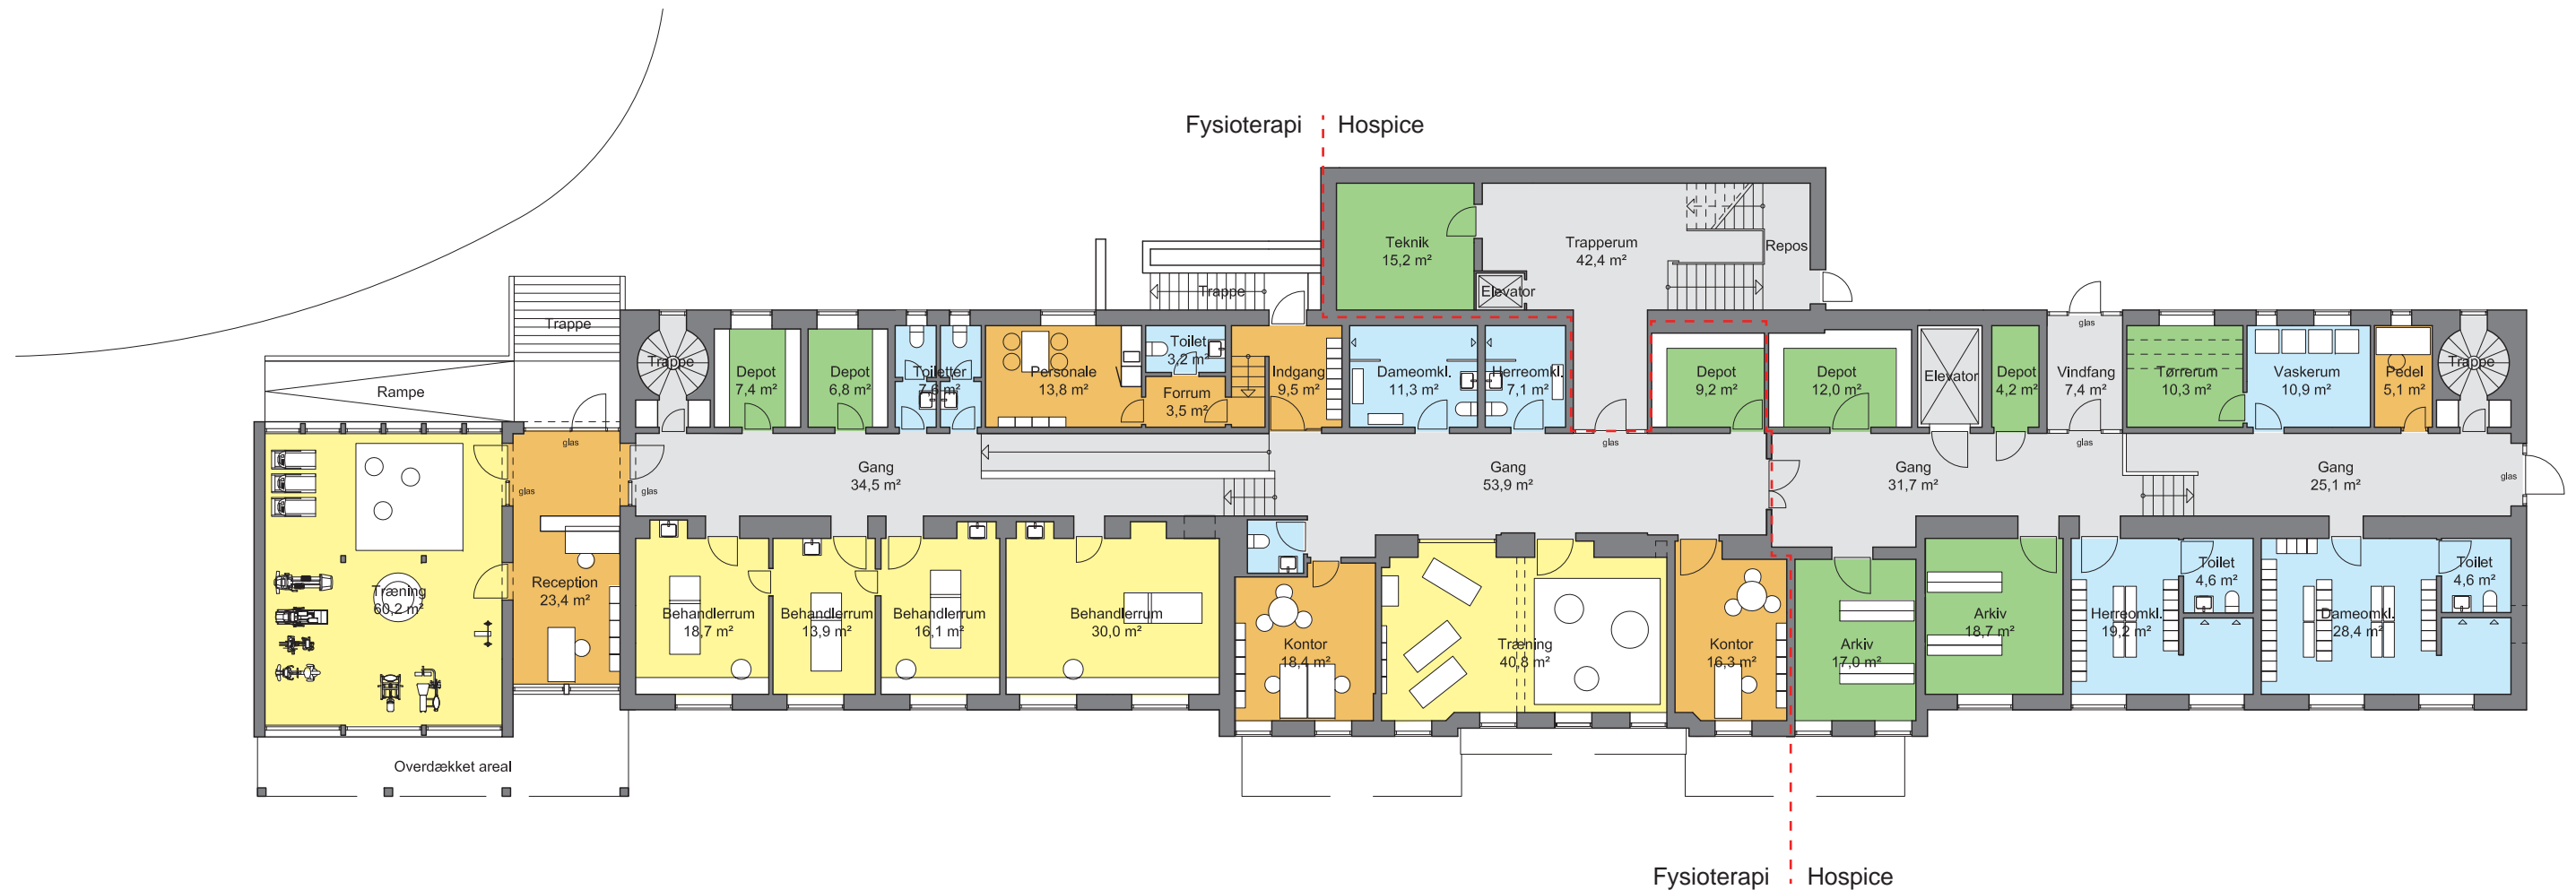 Fysioterapi
Hospice
Teknik
15,2 m²
Trapperum
42,4 m²
Repos
Elevator
Trappe
Trappe
Rampe
Trappe
Depot
7,4 m²
Depot
6,8 m²
Toiletter
7,6 m²
Personale
13,8 m²
Toilet
3,2 m²
Forrum
3,5 m²
Indgang
9,5 m²
Dameomkl.
11,3 m²
Herreomkl.
7,1 m²
Depot
9,2 m²
Depot
12,0 m²
Elevator
Depot
4,2 m²
glas
Vindfang
7,4 m²
glas
Tørrerum
10,3 m²
Vaskerum
10,9 m²
Pedel
5,1 m²
Trappe
glas
glas
glas
Gang
34,5 m²
glas
Gang
53,9 m²
Gang
31,7 m²
Gang
25,1 m²
glas
Træning
60,2 m²
Reception
23,4 m²
Behandlerrum
18,7 m²
Behandlerrum
13,9 m²
Behandlerrum
16,1 m²
Behandlerrum
30,0 m²
Kontor
18,4 m²
Træning
40,8 m²
Kontor
16,3 m²
Arkiv
17,0 m²
Arkiv
18,7 m²
Herreomkl.
19,2 m²
Toilet
4,6 m²
Dameomkl.
28,4 m²
Toilet
4,6 m²
Overdækket areal
Fysioterapi
Hospice